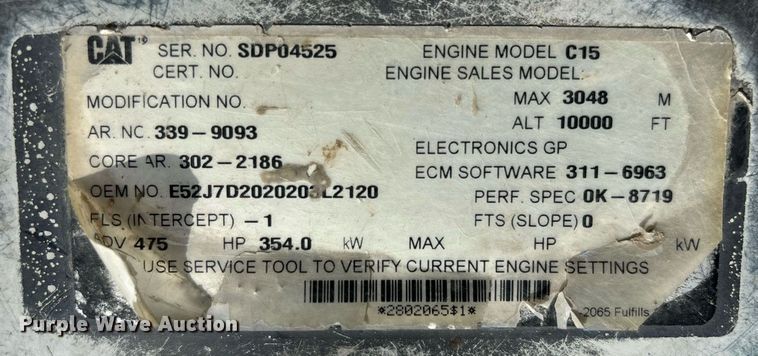 CAT SER. NO. SDP04525 ENGINE MODEL C15
CERT. NO. ENGINE SALES MODEL:
MODIFICATION NO. MAX 3048 M
ALT 10000 FT
AR. NO. 339-9093 ELECTRONICS GP
CORE AR. 302-2186 ECM SOFTWARE 311-6963
OEM NO. PERF. SPEC 0K-8719
FLS (INTERCEPT) -1 FTS (SLOPE) 0
ADV 475 HP 354.0 kW MAX HP kW
USE SERVICE TOOL TO VERIFY CURRENT ENGINE SETTINGS
*2802065$1* -2065 Fulfills
Purple Wave Auction